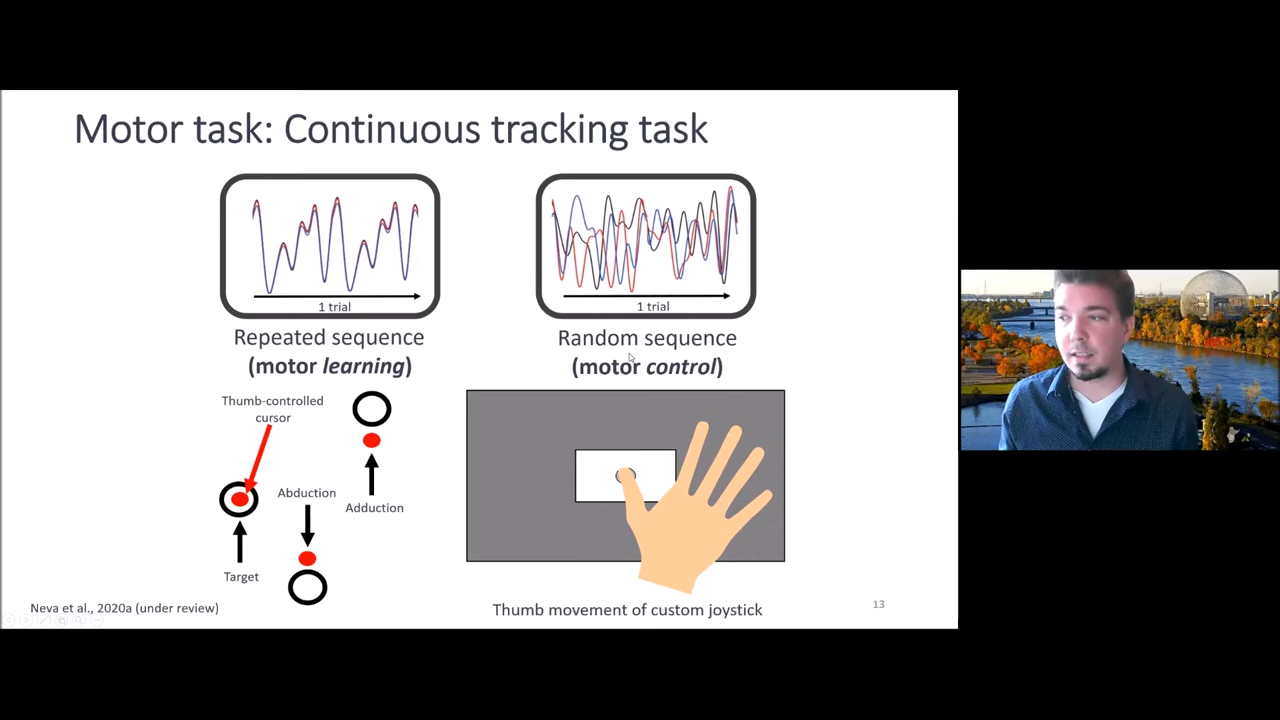 Motor task: Continuous tracking task
1 trial
1 trial
Repeated sequence
(motor learning)
Random sequence
(motor control)
Thumb-controlled
cursor
Abduction
Adduction
Target
Neva et al., 2020a (under review)
Thumb movement of custom joystick
13